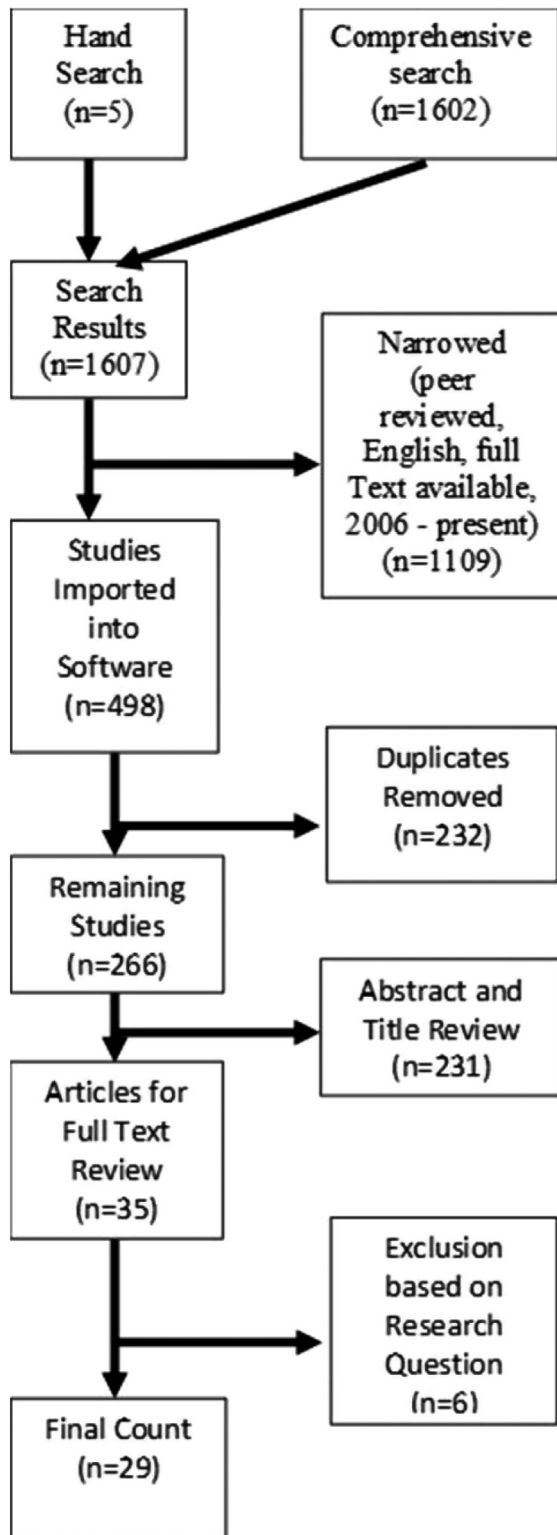 Hand
Search
(n=5)
Comprehensive
search
(n=1602)
Search
Results
(n=1607)
Narrowed
(peer
reviewed,
English, full
Text available,
2006 - present)
(n=1109)
Studies
Imported
into
Software
(n=498)
Duplicates
Removed
(n=232)
Remaining
Studies
(n=266)
Abstract and
Title Review
(n=231)
Articles for
Full Text
Review
(n=35)
Exclusion
based on
Research
Question
(n=6)
Final Count
(n=29)